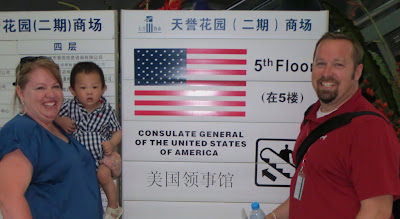 花园(二期)商场
四层
天誉花园(二期)商场
5th Floor
(在5楼)
CONSULATE GENERAL
OF THE UNITED STATES
OF AMERICA
美国领事馆